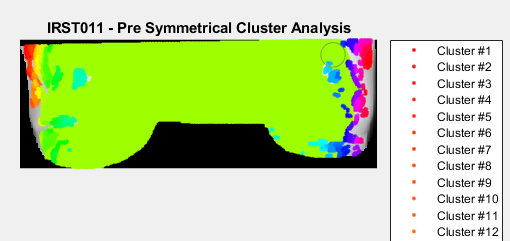 IRST011 - Pre Symmetrical Cluster Analysis
Cluster #1
Cluster #2
Cluster #3
Cluster #4
Cluster #5
Cluster #6
Cluster #7
Cluster #8
Cluster #9
Cluster #10
Cluster #11
Cluster #12